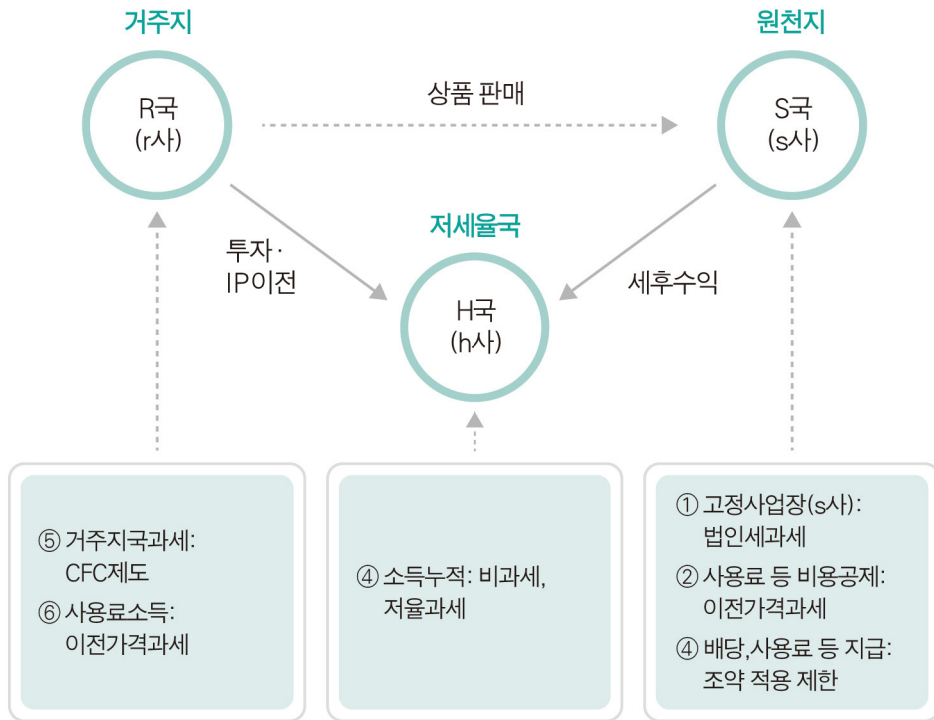 거주지
원천지
R국
(r사)
상품 판매
S국
(s사)
저세율국
투자·
IP이전
세후수익
H국
(h사)
⑤ 거주지국과세:
CFC제도
⑥ 사용료소득:
이전가격과세
④ 소득누적: 비과세,
저율과세
① 고정사업장(s사):
법인세과세
② 사용료 등 비용공제:
이전가격과세
④ 배당,사용료 등 지급:
조약 적용 제한